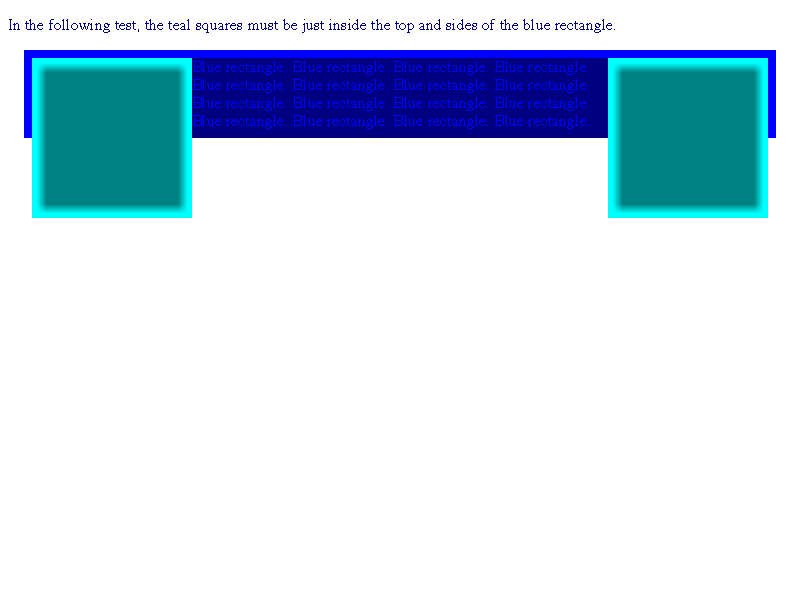 In the following test, the teal squares must be just inside the top and sides of the blue rectangle.
Blue rectangle. Blue rectangle. Blue rectangle. Blue rectangle.
Blue rectangle. Blue rectangle. Blue rectangle. Blue rectangle.
Blue rectangle. Blue rectangle. Blue rectangle. Blue rectangle.
Blue rectangle. Blue rectangle. Blue rectangle. Blue rectangle.